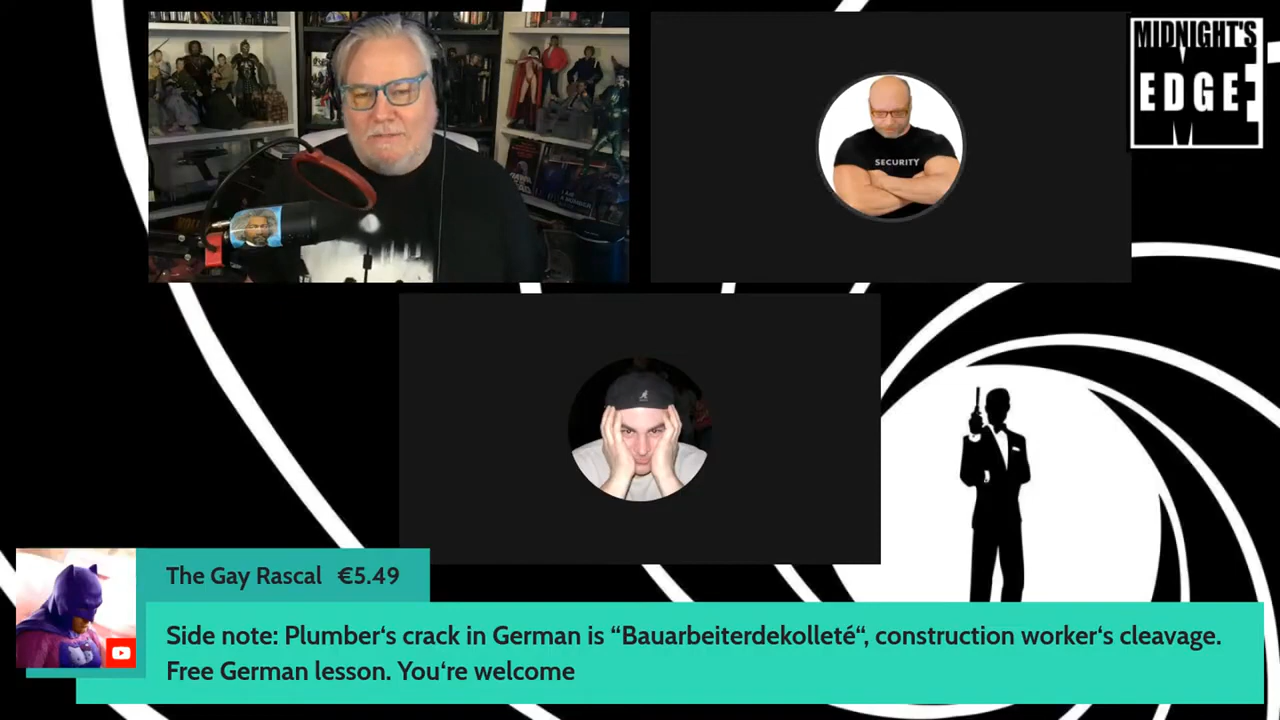 MIDNIGHT'S
ME
EDGE
SECURITY
The Gay Rascal €5.49
Side note: Plumber‘s crack in German is “Bauarbeiterdekolleté“, construction worker‘s cleavage.
Free German lesson. You‘re welcome